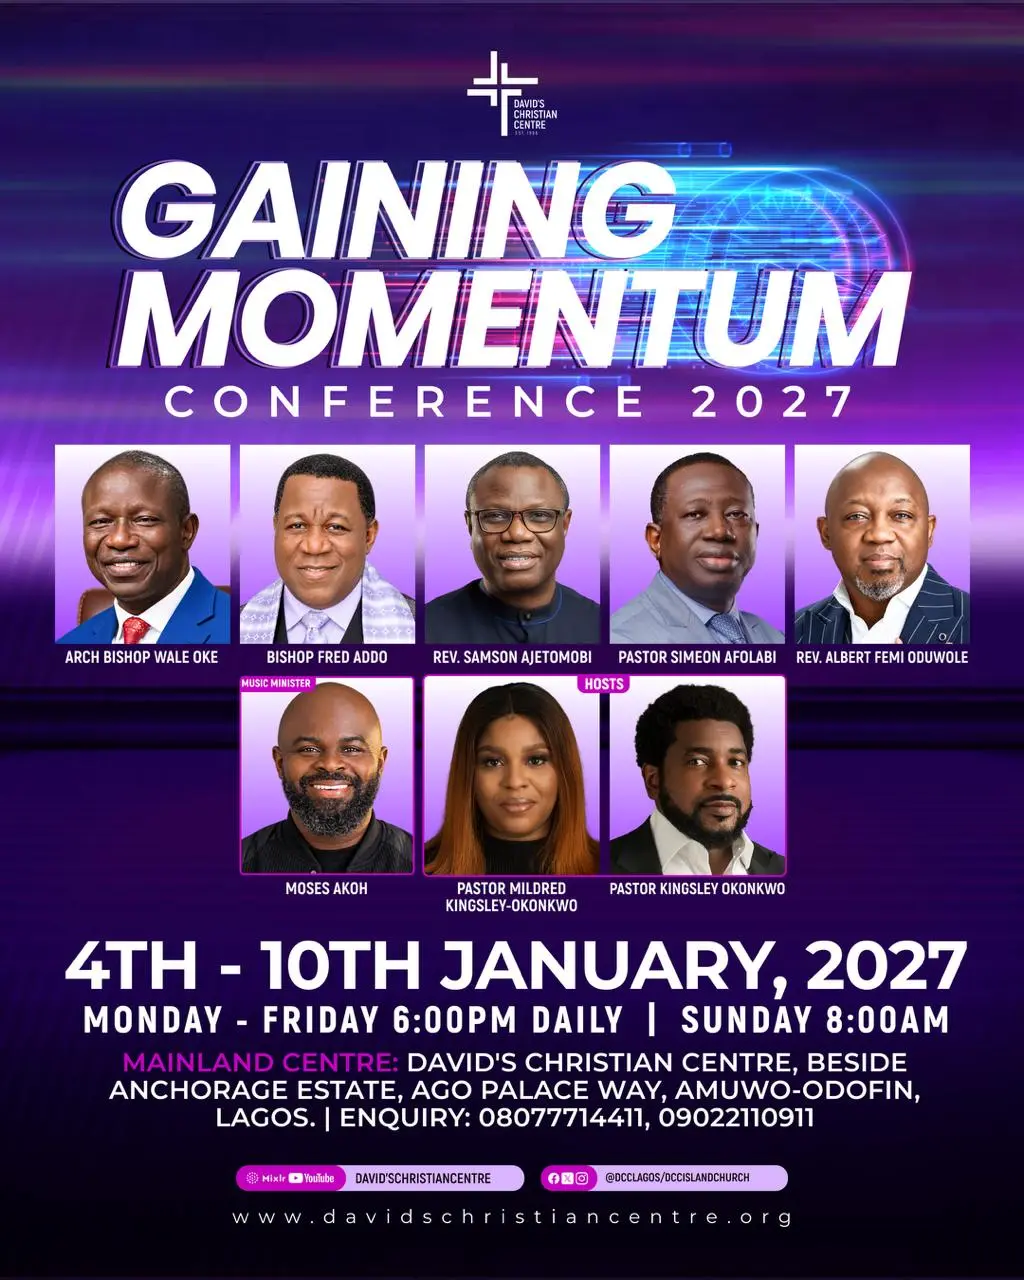 DAVID'S
CHRISTIAN
CENTRE
EST. 1996
GAINING
MOMENTUM
CONFERENCE 2027
ARCH BISHOP WALE OKE
BISHOP FRED ADDO
REV. SAMSON AJETOMOBI
PASTOR SIMEON AFOLABI
REV. ALBERT FEMI ODUWOLE
MUSIC MINISTER
HOSTS
MOSES AKOH
PASTOR MILDRED
KINGSLEY-OKONKWO
PASTOR KINGSLEY OKONKWO
4TH - 10TH JANUARY, 2027
MONDAY - FRIDAY 6:00PM DAILY | SUNDAY 8:00AM
MAINLAND CENTRE: DAVID'S CHRISTIAN CENTRE, BESIDE
ANCHORAGE ESTATE, AGO PALACE WAY, AMUWO-ODOFIN,
LAGOS. | ENQUIRY: 08077714411, 09022110911
Mixlr YouTube DAVID'SCHRISTIANCENTRE
@DCCLAGOS/DCCISLANDCHURCH
www.davidschristiancentre.org